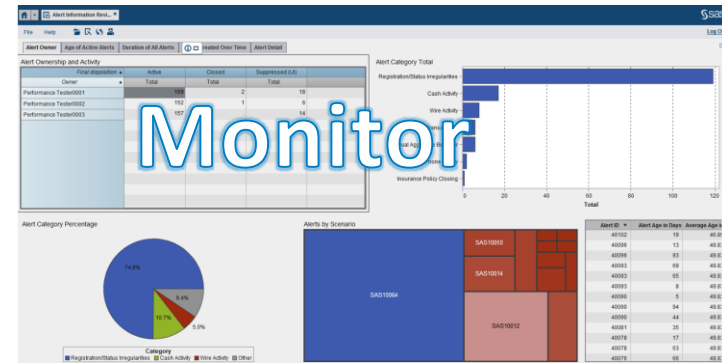 Alert Information Revi... *
SAS
File Help
Log O
Alert Owner Age of Active Alerts Duration of All Alerts reated Over Time Alert Detail
Alert Ownership and Activity
Final disposition Active Closed Suppressed (UI)
Owner Total Total Total
Performance Tester0001 2 18
Performance Tester0002 152 1 6
Performance Tester0003 157 14
Monitor
Alert Category Total
Registration/Status Irregularities
Cash Activity
Wire Activity
Insurance Policy Closing
0 20 40 60 80 100 120
Total
Alert Category Percentage
74.8%
9.4%
10.7%
5.0%
Category
Registration/Status Irregularities Cash Activity Wire Activity Other
Alerts by Scenario
SAS10064
SAS10050
SAS10014
SAS10012
Alert ID Alert Age in Days Average Age in
40102 19
40098 13
40096 93
40093 69
40093 65
40093 8
40090 5
40090 94
40090 44
40081 35
40078 17
40078 63
40076 68